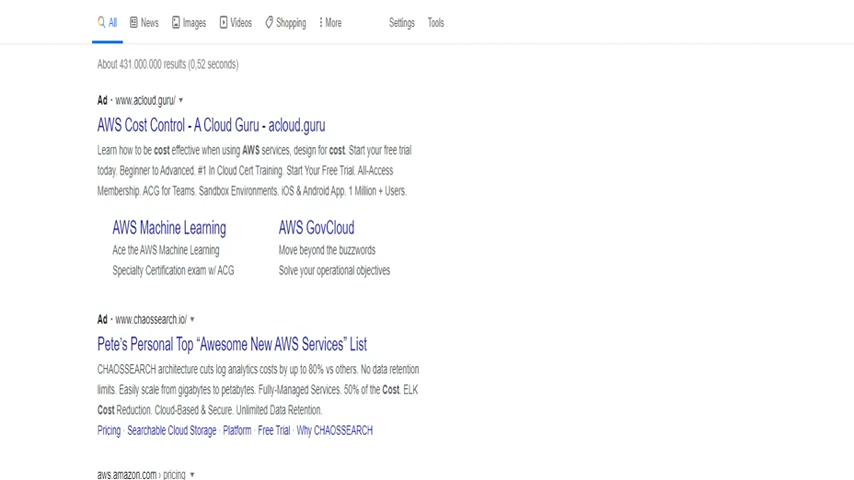 All News Images Videos Shopping More Settings Tools
About 431.000.000 results (0,52 seconds)
Ad · www.acloud.guru/
AWS Cost Control - A Cloud Guru - acloud.guru
Learn how to be cost effective when using AWS services, design for cost. Start your free trial
today. Beginner to Advanced. #1 In Cloud Cert Training. Start Your Free Trial. All-Access
Membership. ACG for Teams. Sandbox Environments. iOS & Android App. 1 Million + Users.
AWS Machine Learning
Ace the AWS Machine Learning
Specialty Certification exam w/ ACG
AWS GovCloud
Move beyond the buzzwords
Solve your operational objectives
Ad · www.chaossearch.io/
Pete's Personal Top “Awesome New AWS Services” List
CHAOSSEARCH architecture cuts log analytics costs by up to 80% vs others. No data retention
limits. Easily scale from gigabytes to petabytes. Fully-Managed Services. 50% of the Cost. ELK
Cost Reduction. Cloud-Based & Secure. Unlimited Data Retention.
Pricing · Searchable Cloud Storage · Platform · Free Trial · Why CHAOSSEARCH
aws.amazon.com › pricing